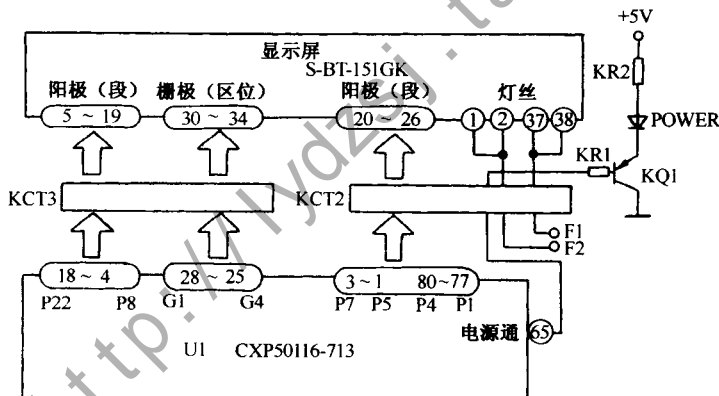 +5V
显示屏
S-BT-151GK
KR2
阳极（段）
栅极（区位）
阳极（段）
灯丝
5 ~ 19
30 ~ 34
20 ~ 26
1
2
37
38
POWER
KR1
KQ1
KCT3
KCT2
F1
F2
18 ~ 4
28 ~ 25
3 ~ 1
80~77
P22
P8
G1
G4
P7
P5
P4
P1
电源通
65
U1
CXP50116-713
http://lydzsj.t